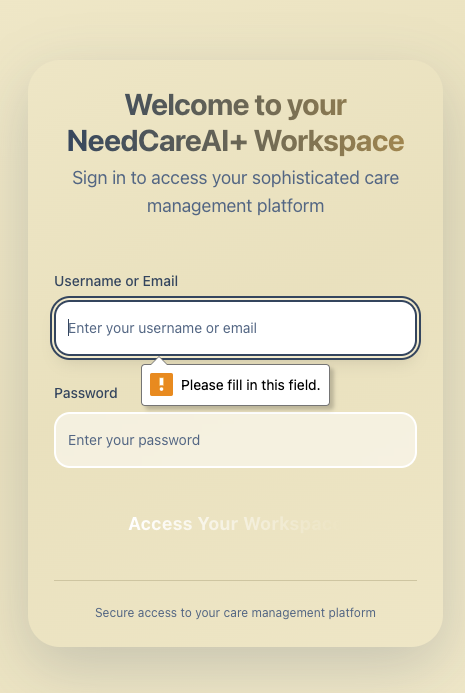 Welcome to your
NeedCareAI+ Workspace
Sign in to access your sophisticated care
management platform
Username or Email
Enter your username or email
Please fill in this field.
Password
Enter your password
Access Your Workspace
Secure access to your care management platform